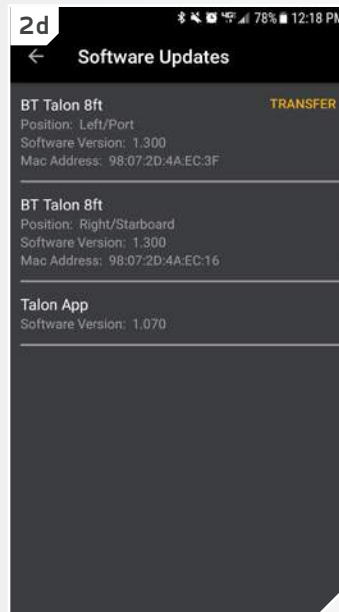 2d
78% 12:18 PM
Software Updates
BT Talon 8ft TRANSFER
Position: Left/Port
Software Version: 1.300
Mac Address: 98:07:2D:4A:EC:3F
BT Talon 8ft
Position: Right/Starboard
Software Version: 1.300
Mac Address: 98:07:2D:4A:EC:16
Talon App
Software Version: 1.070